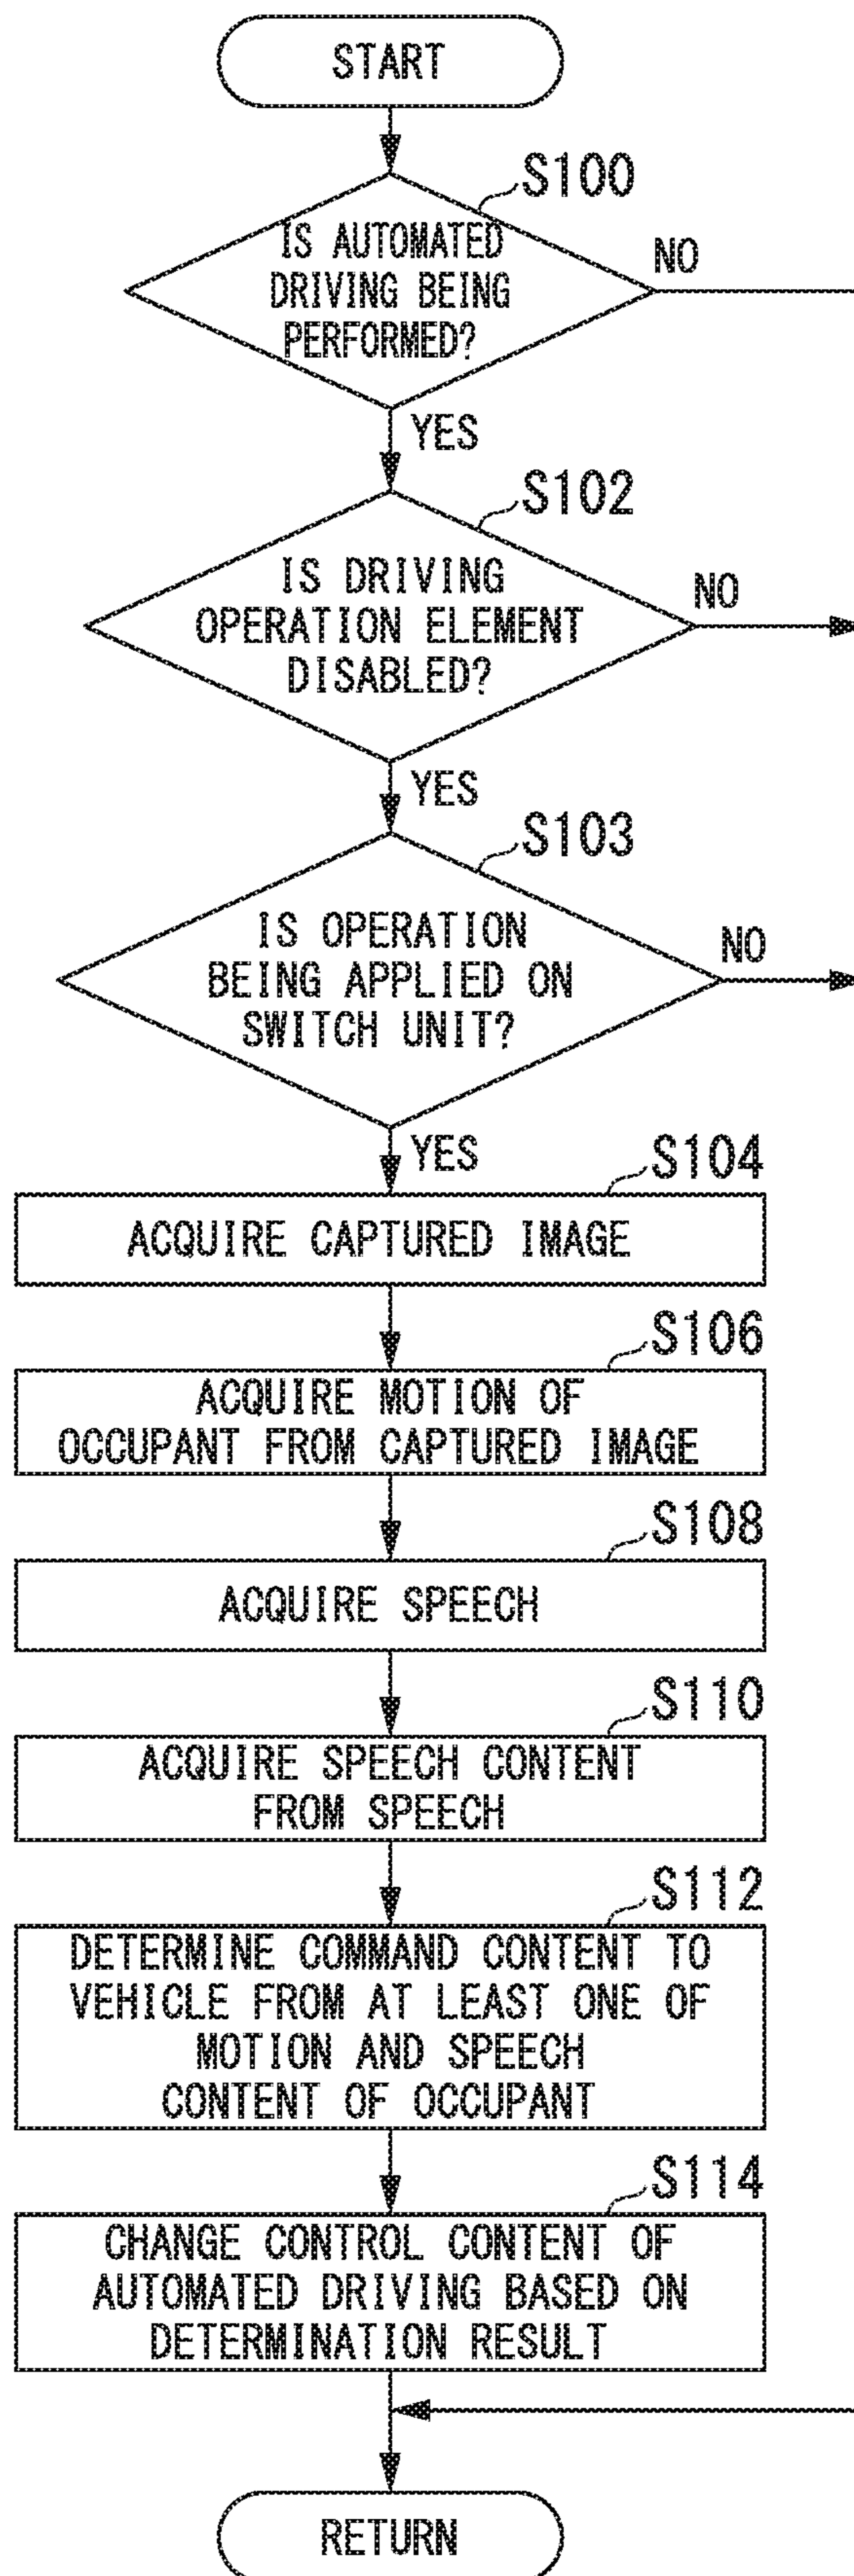 START
S100
IS AUTOMATED
DRIVING BEING
PERFORMED?
NO
YES
S102
IS DRIVING
OPERATION ELEMENT
DISABLED?
NO
YES
S103
IS OPERATION
BEING APPLIED ON
SWITCH UNIT?
NO
YES
S104
ACQUIRE CAPTURED IMAGE
S106
ACQUIRE MOTION OF
OCCUPANT FROM CAPTURED IMAGE
S108
ACQUIRE SPEECH
S110
ACQUIRE SPEECH CONTENT
FROM SPEECH
S112
DETERMINE COMMAND CONTENT TO
VEHICLE FROM AT LEAST ONE OF
MOTION AND SPEECH
CONTENT OF OCCUPANT
S114
CHANGE CONTROL CONTENT OF
AUTOMATED DRIVING BASED ON
DETERMINATION RESULT
RETURN